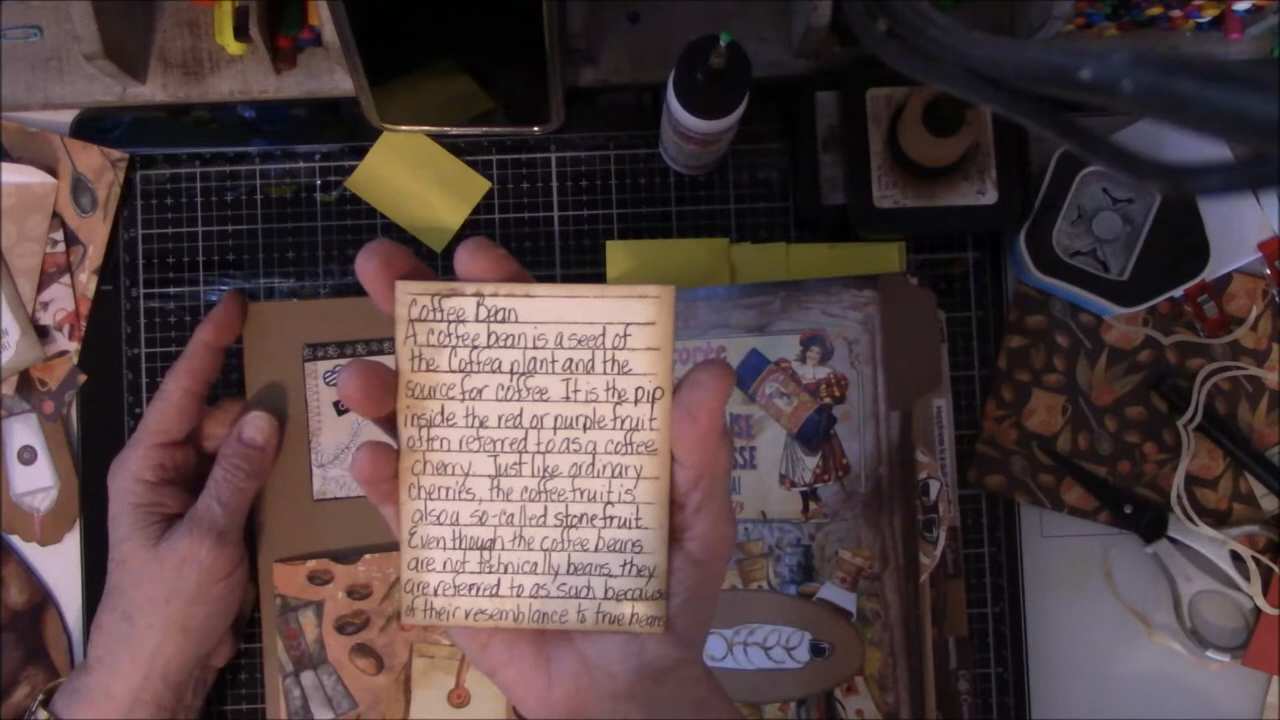 Coffee Bean
A coffee bean is a seed of
the Coffea plant and the
source for coffee. It is the pip
inside the red or purple fruit
often referred to as a coffee
cherry. Just like ordinary
cherries, the coffee fruit is
also a so-called stone fruit.
Even though the coffee beans
are not tehnically beans, they
are referred to as such because
of their resemblance to true beans
coffee